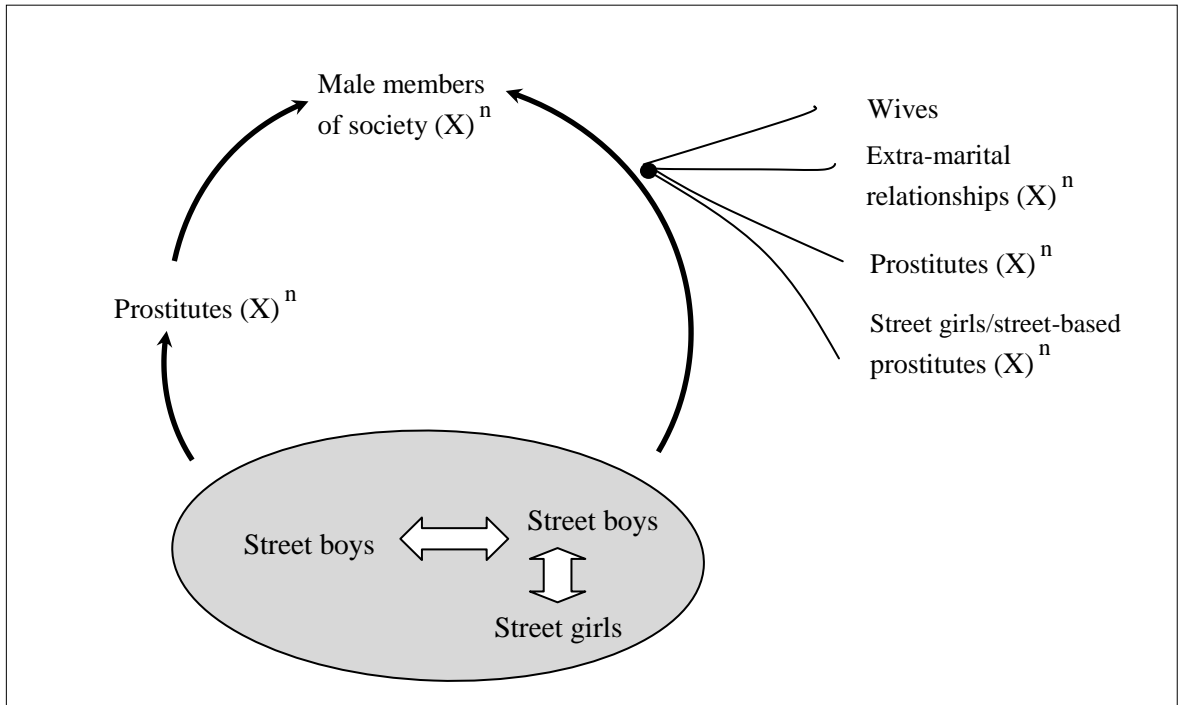 Male members
of society (X) n
Wives
Extra-marital
relationships (X) n
Prostitutes (X) n
Street girls/street-based
prostitutes (X) n
Prostitutes (X) n
Street boys
Street boys
Street girls